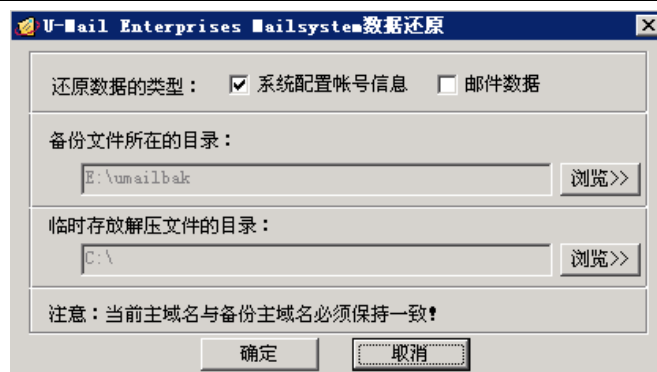 U-Mail Enterprises Mailsystem数据还原
还原数据的类型： 系统配置帐号信息 邮件数据
备份文件所在的目录：
E:\umailbak 浏览>>
临时存放解压文件的目录：
C:\ 浏览>>
注意：当前主域名与备份主域名必须保持一致!
确定 取消